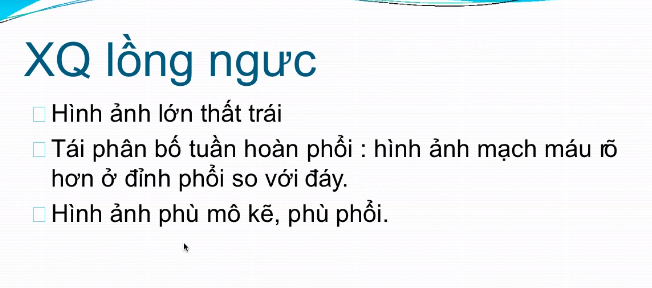 XQ lồng ngưc
Hình ảnh lớn thất trái
Tái phân bố tuần hoàn phổi : hình ảnh mạch máu rõ
hơn ở đỉnh phổi so với đáy.
Hình ảnh phù mô kẽ, phù phổi.